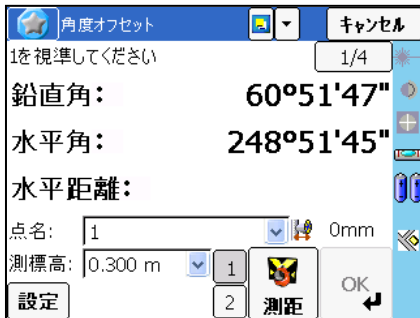 角度オフセット キャンセル
1を視準してください 1/4
鉛直角: 60°51'47"
水平角: 248°51'45"
水平距離:
点名: 1 0mm
測標高: 0.300 m 1
設定 2 測距 OK